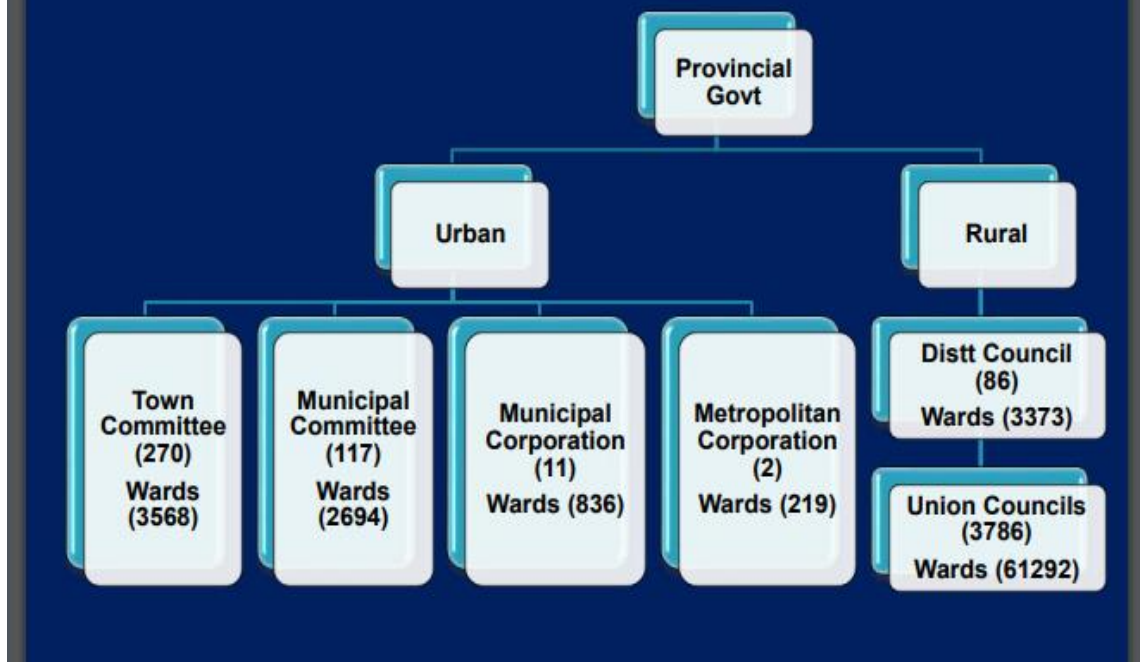 Provincial
Govt
Urban
Rural
Town
Committee
(270)
Wards
(3568)
Municipal
Committee
(117)
Wards
(2694)
Municipal
Corporation
(11)
Wards (836)
Metropolitan
Corporation
(2)
Wards (219)
Distt Council
(86)
Wards (3373)
Union Councils
(3786)
Wards (61292)